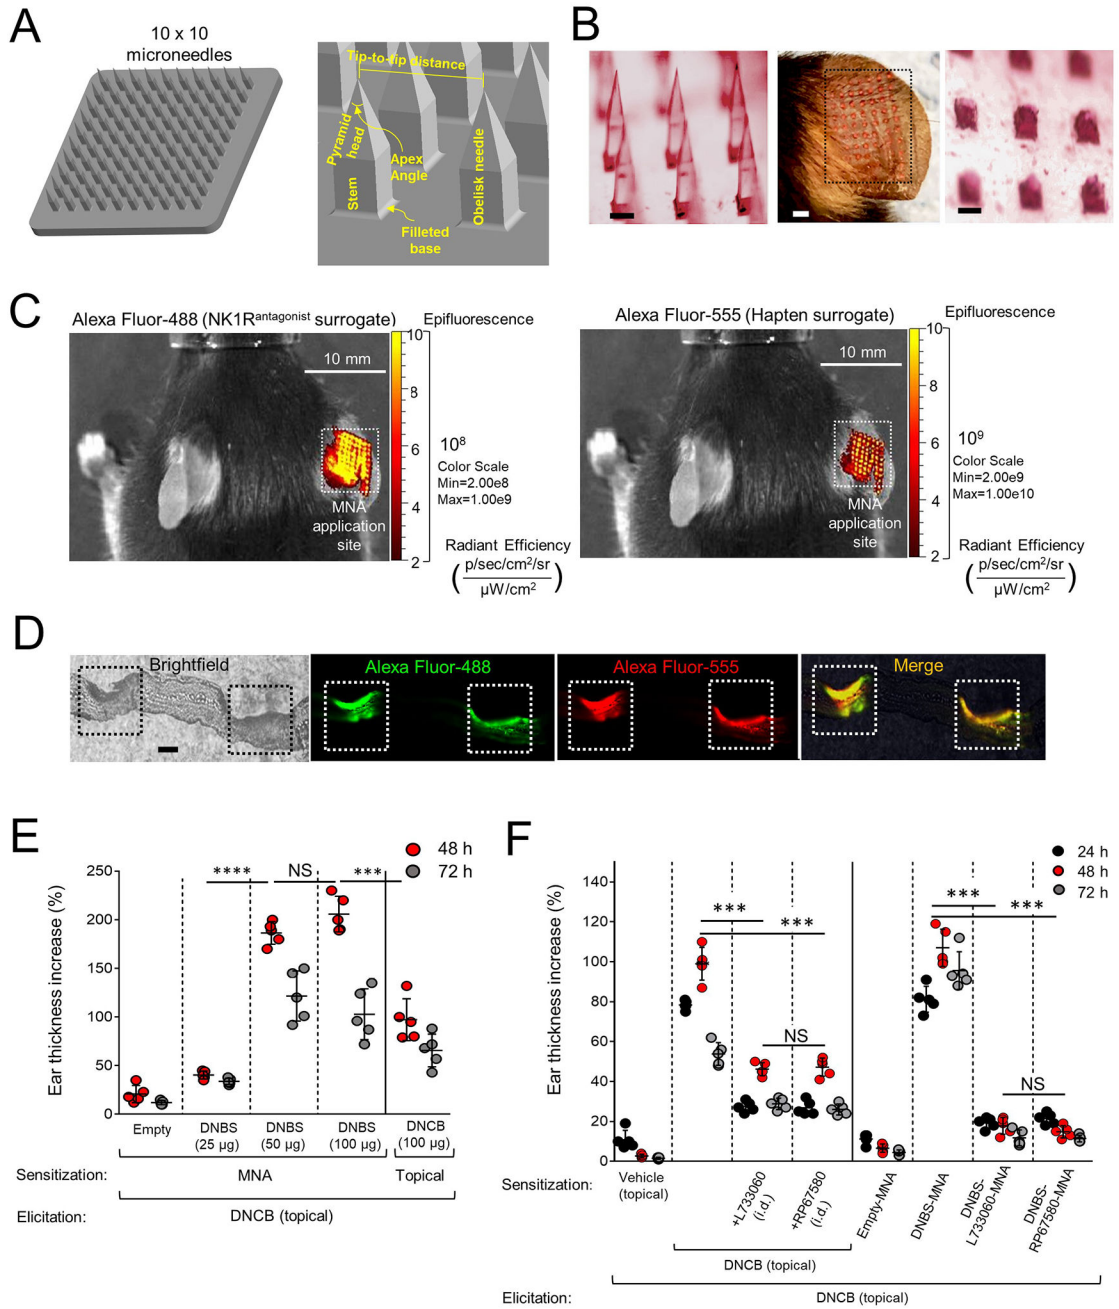 A
10 x 10
microneedles
Tip-to-tip distance
Pyramid
head
Apex
Angle
Stem
Obelisk needle
Filleted
base
B
C
Alexa Fluor-488 (NK1Rantagonist surrogate)
Epifluorescence
10 mm
10
8
6
4
2
10⁸
Color Scale
Min=2.00e8
Max=1.00e9
MNA
application
site
Radiant Efficiency
(p/sec/cm²/sr
µW/cm²)
Alexa Fluor-555 (Hapten surrogate)
Epifluorescence
10 mm
10
8
6
4
2
10⁹
Color Scale
Min=2.00e9
Max=1.00e10
MNA
application
site
Radiant Efficiency
(p/sec/cm²/sr
µW/cm²)
D
Brightfield
Alexa Fluor-488
Alexa Fluor-555
Merge
E
48 h
72 h
Ear thickness increase (%)
250
200
150
100
50
0
****
NS
***
Empty
DNBS
(25 µg)
DNBS
(50 µg)
DNBS
(100 µg)
DNCB
(100 µg)
Sensitization:
MNA
Topical
Elicitation:
DNCB (topical)
F
24 h
48 h
72 h
Ear thickness increase (%)
140
120
100
80
60
40
20
0
***
***
NS
***
***
NS
Sensitization:
Vehicle
(topical)
+L733060
(i.d.)
+RP67580
(i.d.)
Empty-MNA
DNBS-MNA
DNBS-
L733060-MNA
DNBS-
RP67580-MNA
DNCB (topical)
Elicitation:
DNCB (topical)